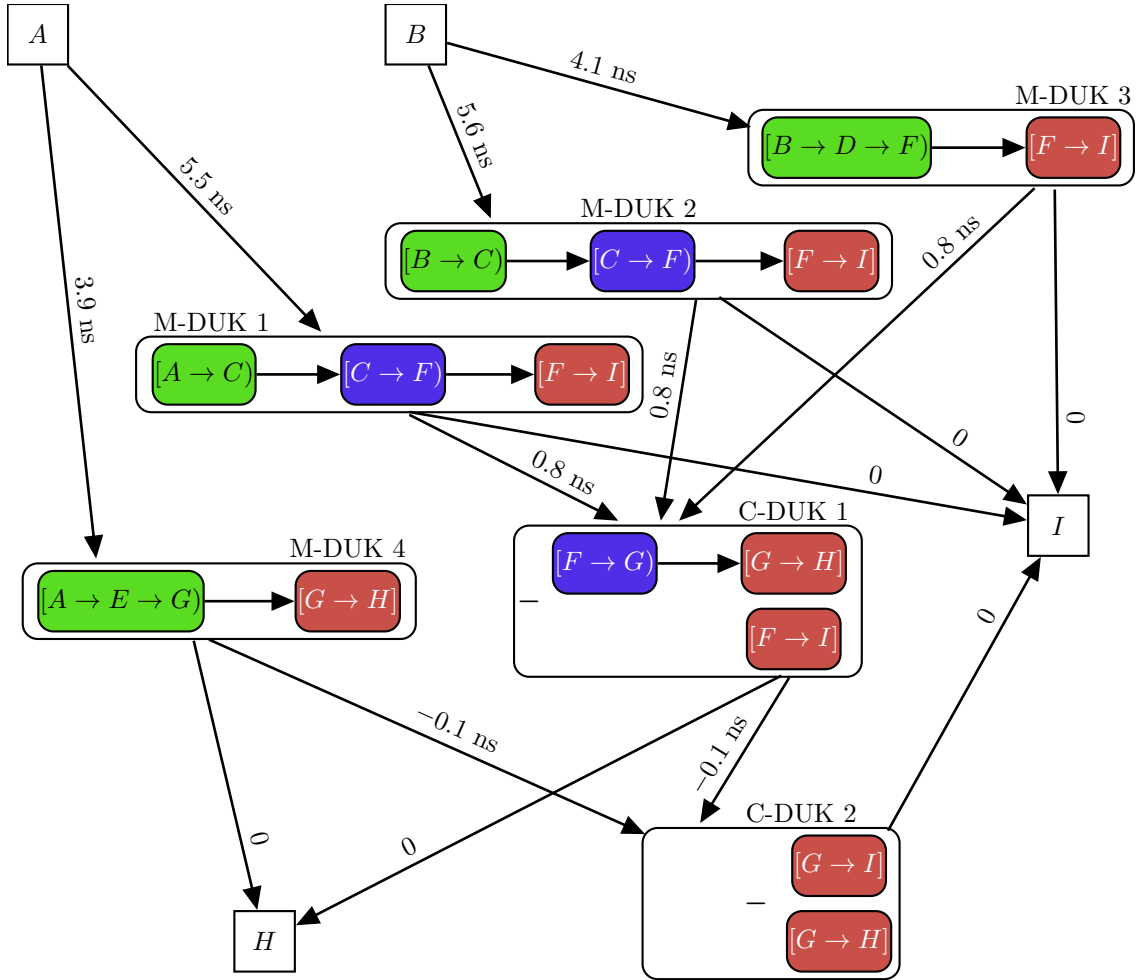 A
B
4.1 ns
5.6 ns
M-DUK 3
[B → D → F)
[F → I]
5.5 ns
M-DUK 2
0.8 ns
[B → C)
[C → F)
[F → I]
3.9 ns
M-DUK 1
[A → C)
[C → F)
[F → I]
0.8 ns
0
0
0.8 ns
0
C-DUK 1
I
M-DUK 4
[F → G)
[G → H]
[A → E → G)
[G → H]
−
[F → I]
0
−0.1 ns
−0.1 ns
C-DUK 2
0
0
[G → I]
−
H
[G → H]